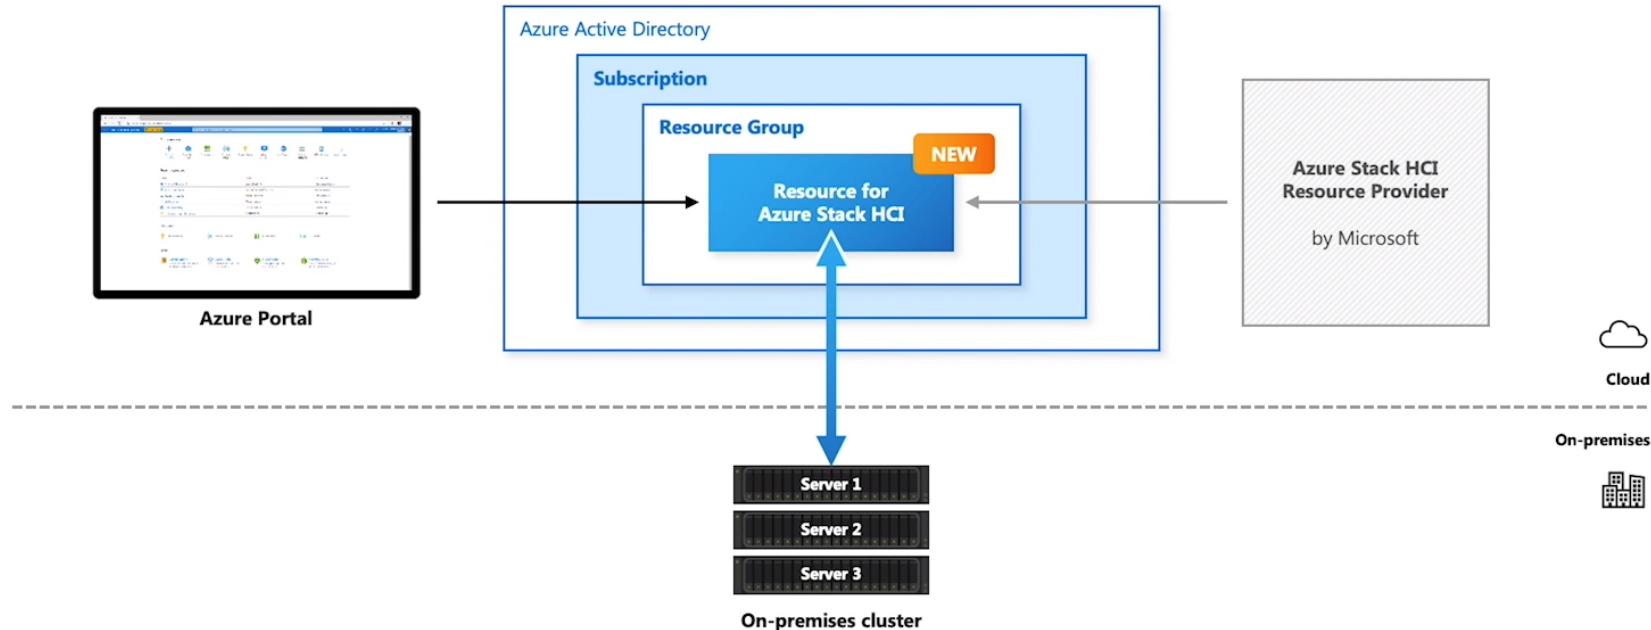 Azure Active Directory
Subscription
Resource Group
NEW
Resource for
Azure Stack HCI
Azure Portal
Azure Stack HCI
Resource Provider
by Microsoft
Cloud
On-premises
Server 1
Server 2
Server 3
On-premises cluster